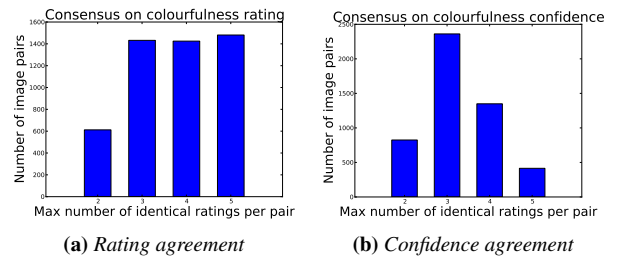 Consensus on colourfulness rating
1600
1400
1200
1000
800
600
400
200
0
Number of image pairs
2 3 4 5
Max number of identical ratings per pair
(a) Rating agreement
Consensus on colourfulness confidence
2500
2000
1500
1000
500
0
Number of image pairs
2 3 4 5
Max number of identical ratings per pair
(b) Confidence agreement